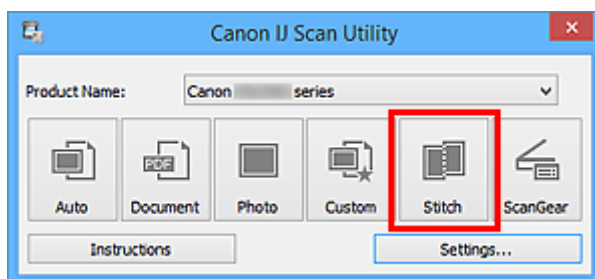 Canon IJ Scan Utility
Product Name: Canon series
PDF
Auto Document Photo Custom Stitch ScanGear
Instructions Settings...